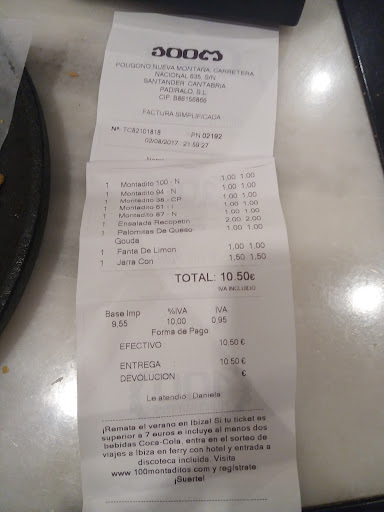 100M
POLIGONO NUEVA MONTAÑA, CARRETERA
NACIONAL 635, S/N
SANTANDER CANTABRIA
PADIRALO, S.L
CIF: B86156866
FACTURA SIMPLIFICADA
Nº: TC82101818 PN 02192
02/08/2017 21:59:27
1 Montadito 100 - N 1,00 1,00
1 Montadito 94 - N 1,00 1,00
1 Montadito 38 - CP 1,00 1,00
1 Montadito 61 - I 1,00 1,00
1 Montadito 87 - N 1,00 1,00
1 Ensalada Recopetin 2,00 2,00
1 Palomitas De Queso 1,00 1,00
Gouda
1 Fanta De Limon 1,00 1,00
1 Jarra Con 1,50 1,50
TOTAL: 10.50€
IVA INCLUIDO
Base Imp %IVA IVA
9,55 10,00 0,95
Forma de Pago
EFECTIVO 10.50 €
ENTREGA 10.50 €
DEVOLUCION €
Le atendió : Daniela
¡Remata el verano en Ibiza! Si tu ticket es
superior a 7 euros e incluye al menos dos
bebidas Coca-Cola, entra en el sorteo de
viajes a Ibiza en ferry con hotel y entrada a
discoteca incluida. Visita
www.100montaditos.com y regístrate
¡Suerte!